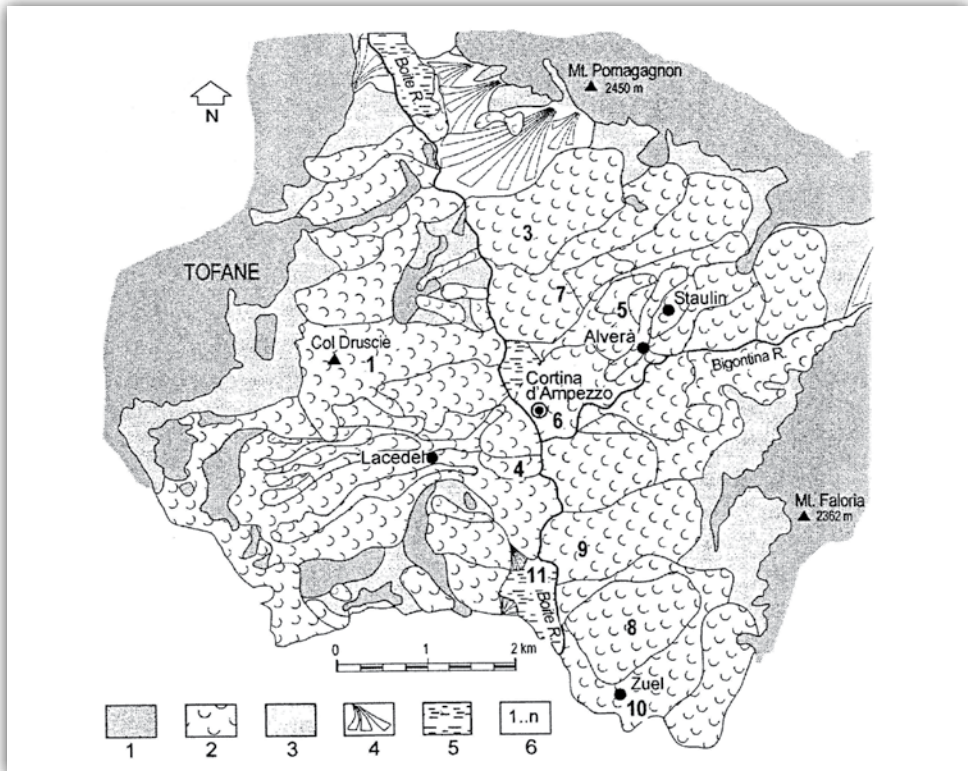 Mt. Pomagagnon
▲ 2450 m
Boite R.
N
3
TOFANE
7
5
Staulin
Alverà
Col Druscié
1
Bigontina R.
Cortina
d'Ampezzo
6
Lacedel
4
Mt. Faloria
▲ 2362 m
9
11
Boite R.
8
0 1 2 km
Zuel
10
1..n
1 2 3 4 5 6